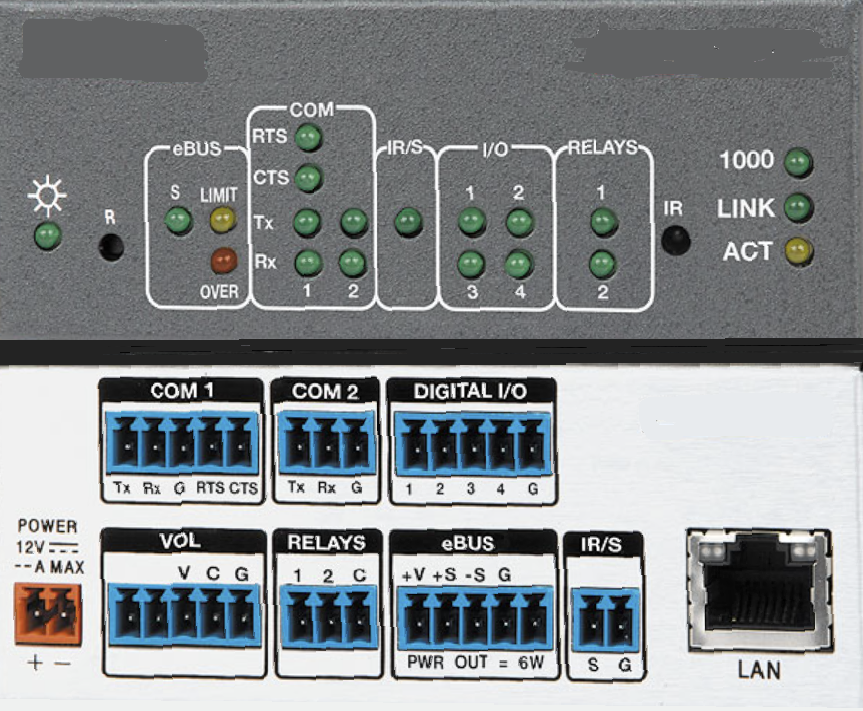 COM
RTS
eBUS IR/S I/O RELAYS
1000
CTS
S LIMIT 1 2 1
R Tx IR LINK
Rx ACT
OVER 1 2 3 4 2
COM 1 COM 2 DIGITAL I/O
Tx Rx G RTS CTS Tx Rx G 1 2 3 4 G
POWER
12V
--A MAX
VOL RELAYS eBUS IR/S
V C G 1 2 C +V +S -S G
+ − PWR OUT = 6W S G
LAN